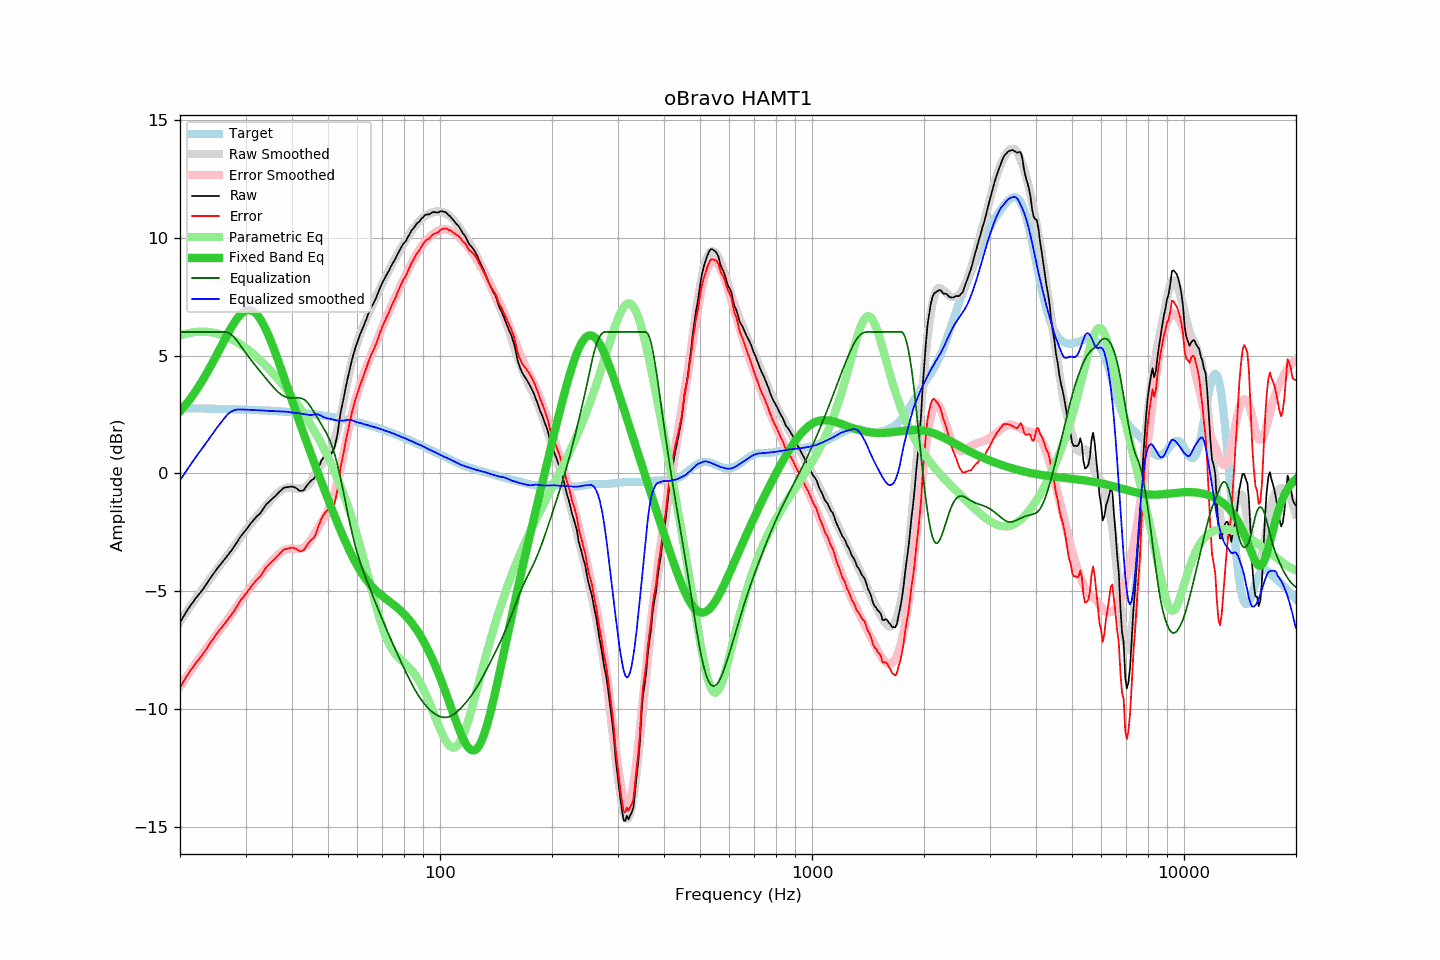 oBravo HAMT1
15
10
5
0
−5
−10
−15
Amplitude (dBr)
Target
Raw Smoothed
Error Smoothed
Raw
Error
Parametric Eq
Fixed Band Eq
Equalization
Equalized smoothed
100
1000
10000
Frequency (Hz)